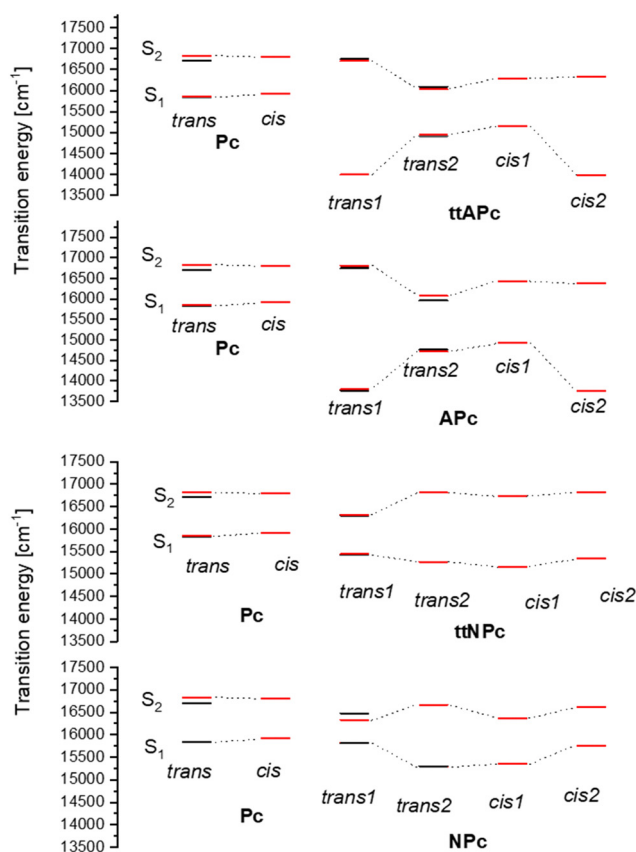 17500
17000
16500
16000
15500
15000
14500
14000
13500
S2
S1
trans
cis
Pc
trans1
trans2
cis1
cis2
ttAPc
Transition energy [cm-1]
17500
17000
16500
16000
15500
15000
14500
14000
13500
S2
S1
trans
cis
Pc
trans1
trans2
cis1
cis2
APc
17500
17000
16500
16000
15500
15000
14500
14000
13500
S2
S1
trans
cis
Pc
trans1
trans2
cis1
cis2
ttNPc
Transition energy [cm-1]
17500
17000
16500
16000
15500
15000
14500
14000
13500
S2
S1
trans
cis
Pc
trans1
trans2
cis1
cis2
NPc